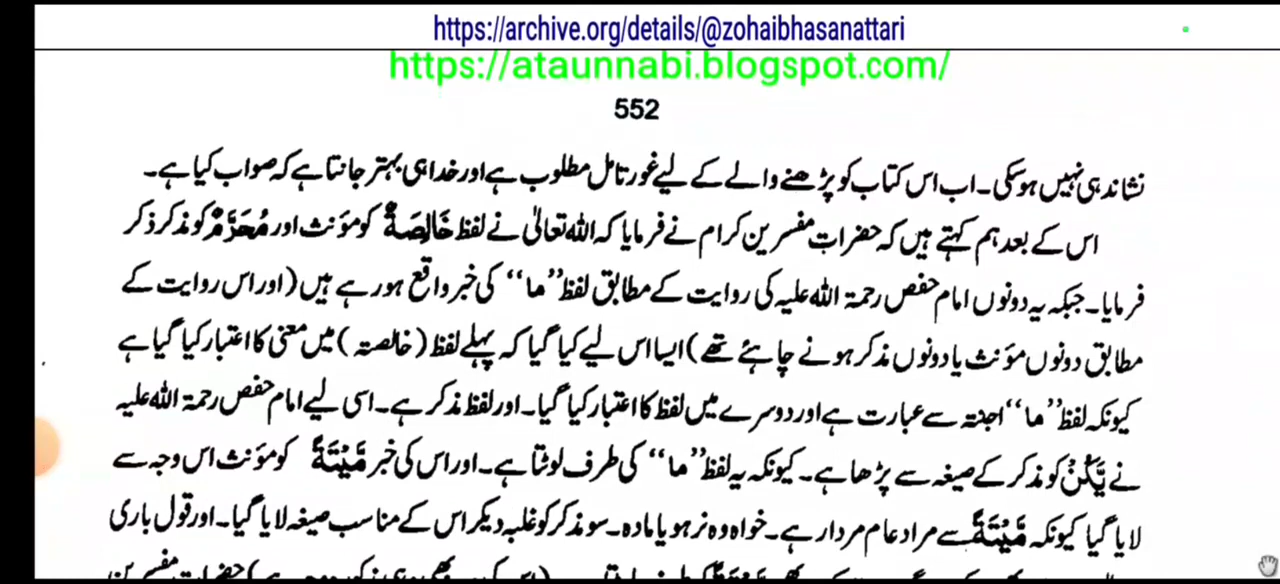 https://archive.org/details/@zohaibhasanattari
https://ataunnabi.blogspot.com/
552
نشاندہی نہیں ہوسکی۔ اب اس کتاب کو پڑھنے والے کے لیے غور تامل مطلوب ہے اور خدا ہی بہتر جانتا ہے کہ صواب کیا ہے۔
اس کے بعد ہم کہتے ہیں کہ حضرات مفسرین کرام نے فرمایا کہ اللہ تعالیٰ نے لفظ خَالِصَةٌ کو مؤنث اور مُحَرَّمٌ کو مذکر ذکر
فرمایا۔ جبکہ یہ دونوں امام حفص رحمۃ اللہ علیہ کی روایت کے مطابق لفظ ”ما“ کی خبر واقع ہو رہے ہیں (اور اس روایت کے
مطابق دونوں مؤنث یا دونوں مذکر ہونے چاہئے تھے) ایسا اس لیے کیا گیا کہ پہلے لفظ (خالصتہ) میں معنی کا اعتبار کیا گیا ہے
کیونکہ لفظ ”ما“ اجنتہ سے عبارت ہے اور دوسرے میں لفظ کا اعتبار کیا گیا۔ اور لفظ مذکر ہے۔ اسی لیے امام حفص رحمۃ اللہ علیہ
نے یَّکُنْ کو مذکر کے صیغہ سے پڑھا ہے۔ کیونکہ یہ لفظ ”ما“ کی طرف لوٹتا ہے۔ اور اس کی خبر مَّیْتَةً کو مؤنث اس وجہ سے
لایا گیا کیونکہ مَّیْتَةً سے مراد عام مردار ہے۔ خواہ وہ نر ہو یا مادہ۔ سو مذکر کو غلبہ دیکر اس کے مناسب صیغہ لایا گیا۔ اور قول باری